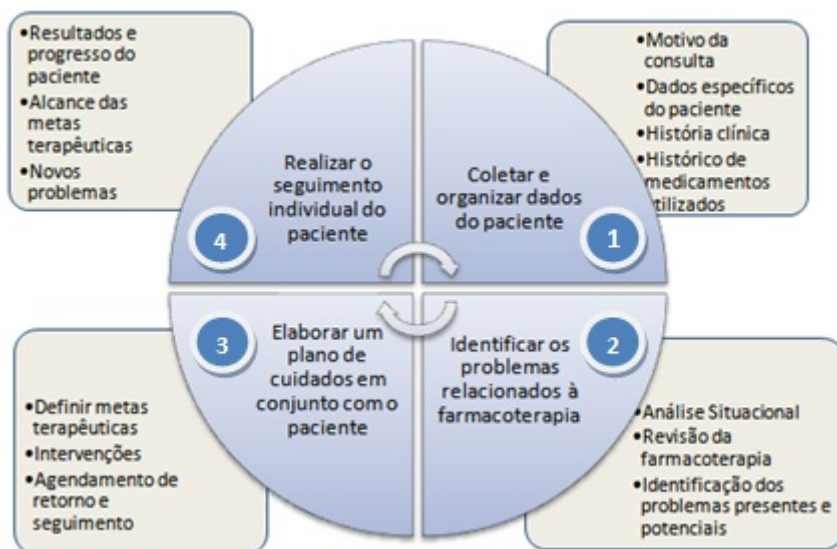 •Resultados e
progresso do
paciente
•Alcance das
metas
terapêuticas
•Novos
problemas
Realizar o
seguimento
individual do
paciente
4
Coletar e
organizar dados
do paciente
1
•Motivo da
consulta
•Dados específicos
do paciente
•História clínica
•Histórico de
medicamentos
utilizados
3
Elaborar um
plano de
cuidados em
conjunto com o
paciente
Identificar os
problemas
relacionados à
farmacoterapia
2
•Definir metas
terapêuticas
•Intervenções
•Agendamento de
retorno e
seguimento
•Análise Situacional
•Revisão da
farmacoterapia
•Identificação dos
problemas presentes e
potenciais